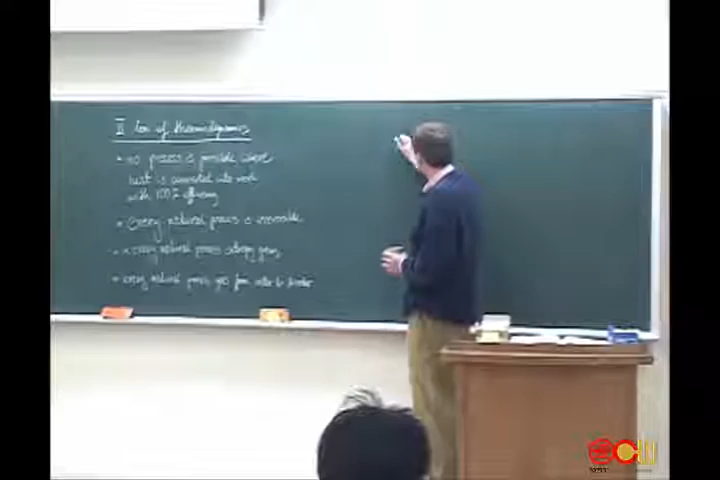 II law of thermodynamics
• no process is possible where
heat is converted into work
with 100% efficiency
• Every natural process is irreversible
• every natural process entropy grows
• every natural process goes from order to disorder